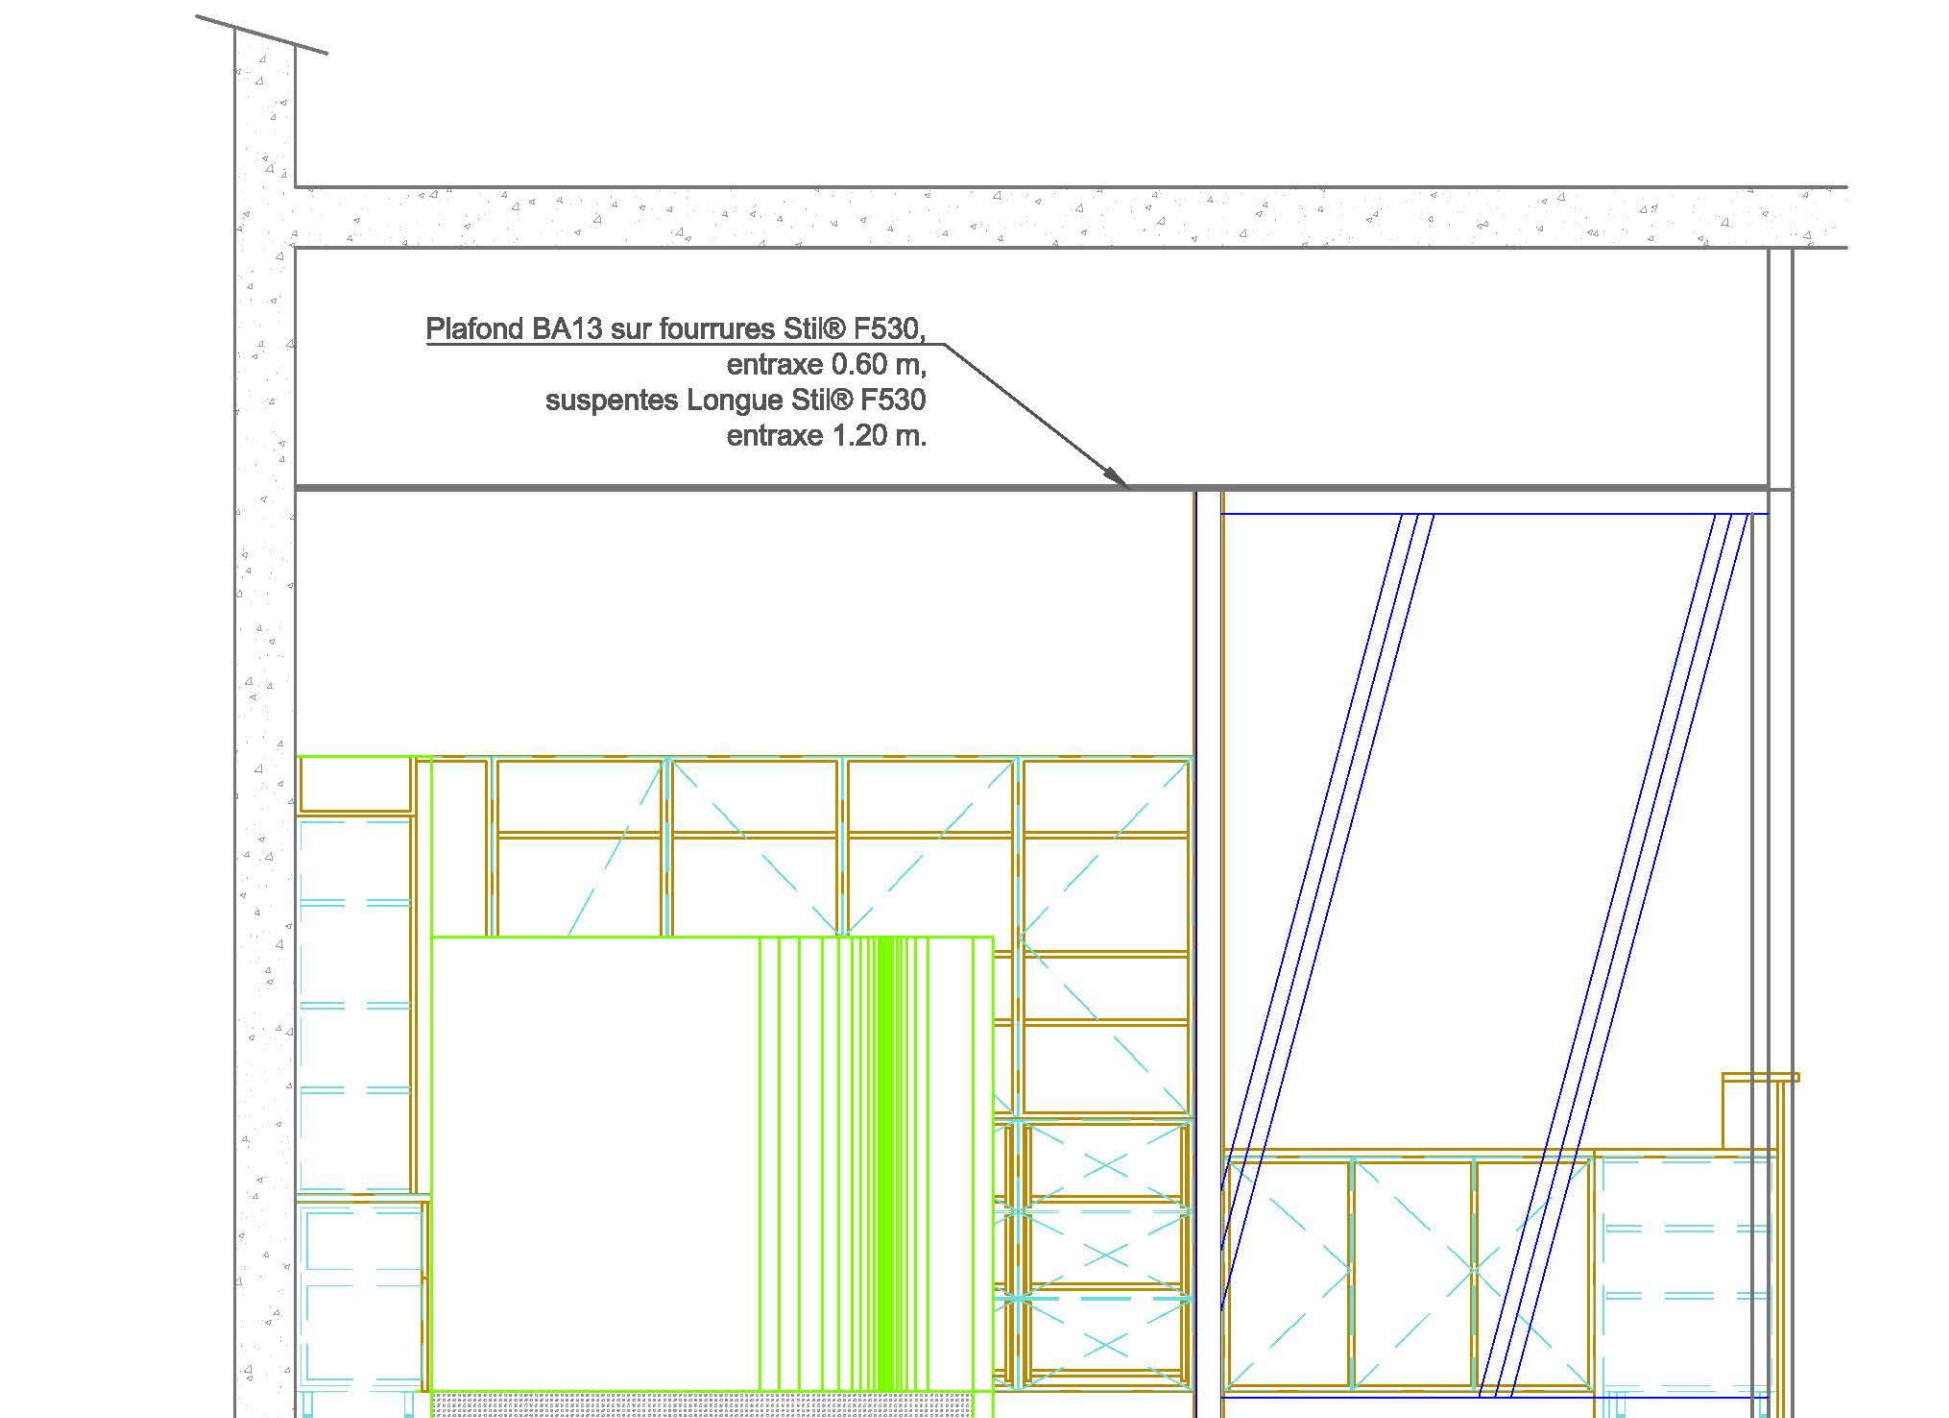 Plafond BA13 sur fourrures Stil® F530,
entraxe 0.60 m,
suspentes Longue Stil® F530
entraxe 1.20 m.